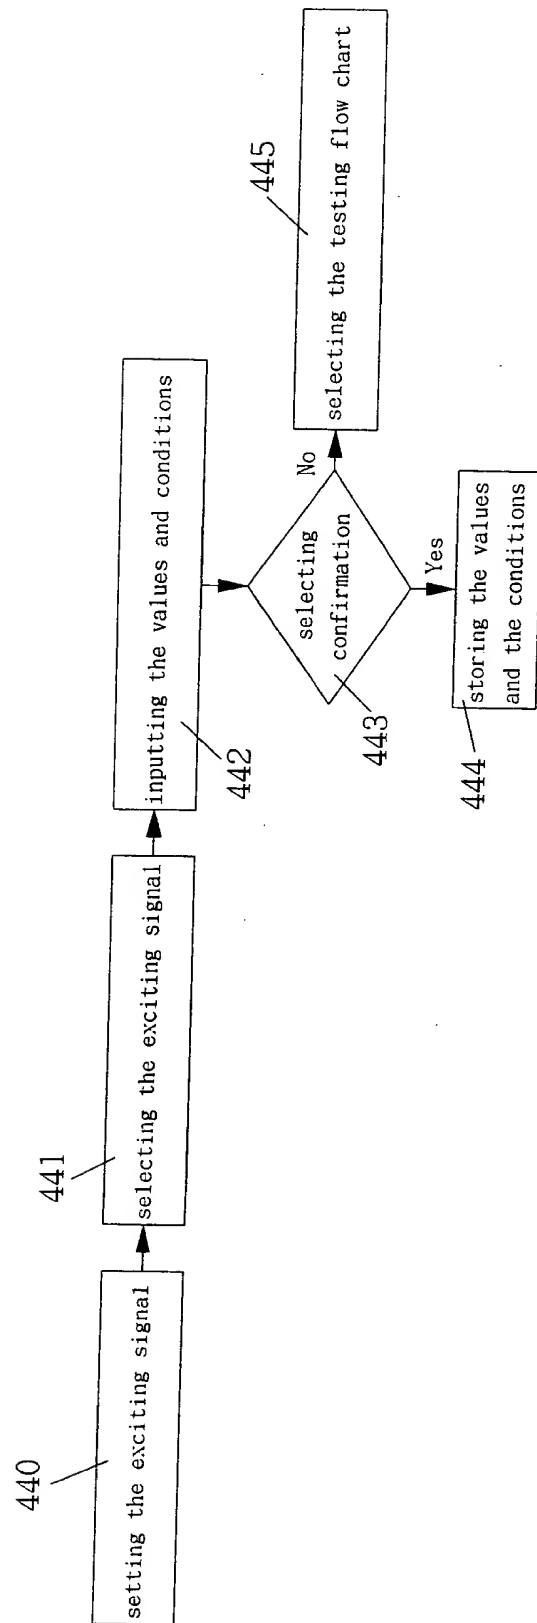 440
setting the exciting signal
441
selecting the exciting signal
442
inputting the values and conditions
443
selecting
confirmation
No
445
selecting the testing flow chart
Yes
444
storing the values
and the conditions